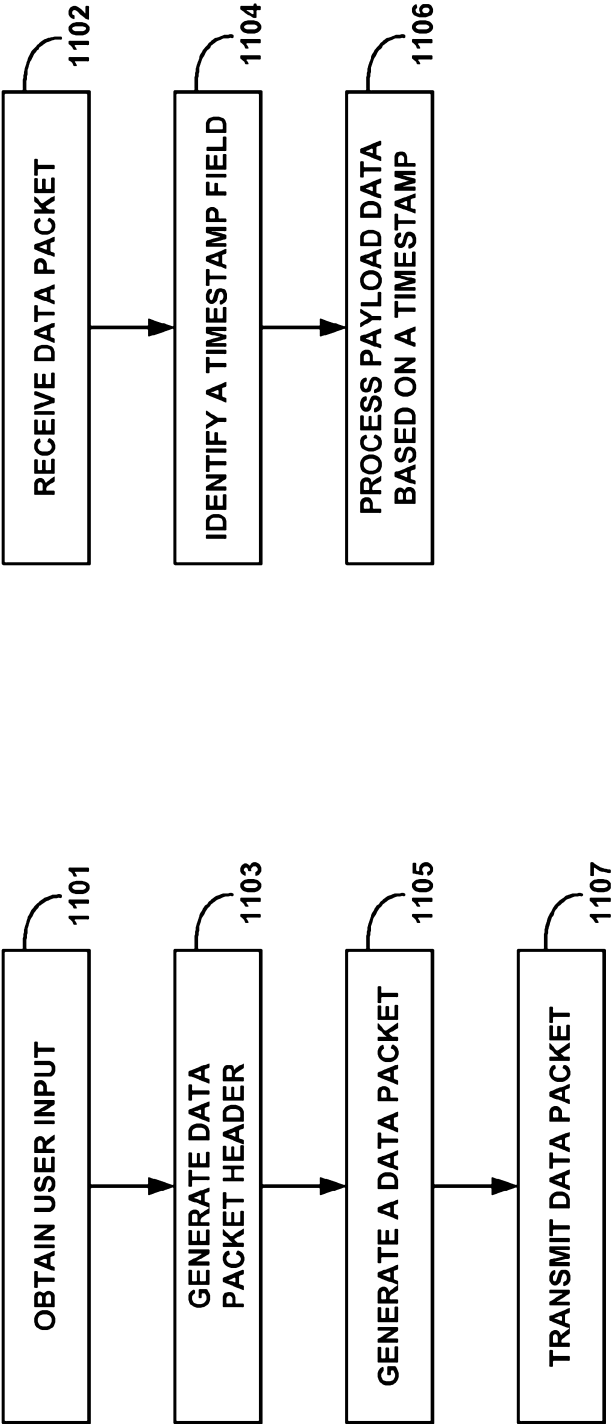 1101
OBTAIN USER INPUT
1103
GENERATE DATA
PACKET HEADER
1105
GENERATE A DATA PACKET
1107
TRANSMIT DATA PACKET
1102
RECEIVE DATA PACKET
1104
IDENTIFY A TIMESTAMP FIELD
1106
PROCESS PAYLOAD DATA
BASED ON A TIMESTAMP